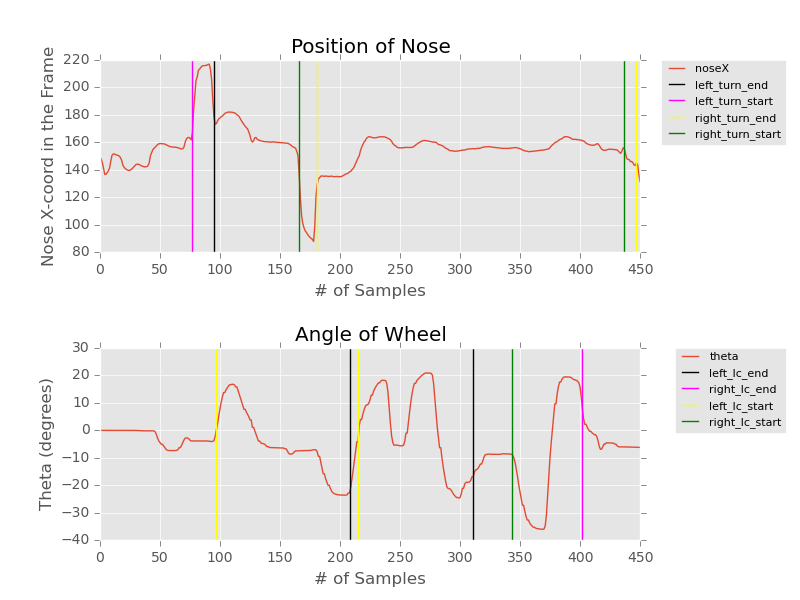 Position of Nose
Nose X-coord in the Frame
220
200
180
160
140
120
100
80
0 50 100 150 200 250 300 350 400 450
# of Samples
noseX
left_turn_end
left_turn_start
right_turn_end
right_turn_start
Angle of Wheel
Theta (degrees)
30
20
10
0
−10
−20
−30
−40
0 50 100 150 200 250 300 350 400 450
# of Samples
theta
left_lc_end
right_lc_end
left_lc_start
right_lc_start